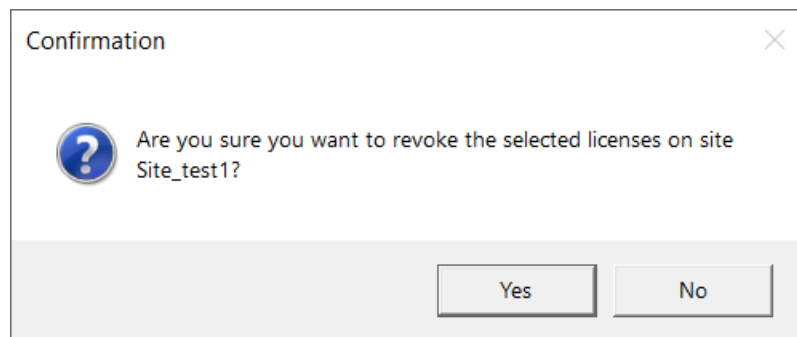 Confirmation
Are you sure you want to revoke the selected licenses on site
Site_test1?
Yes
No